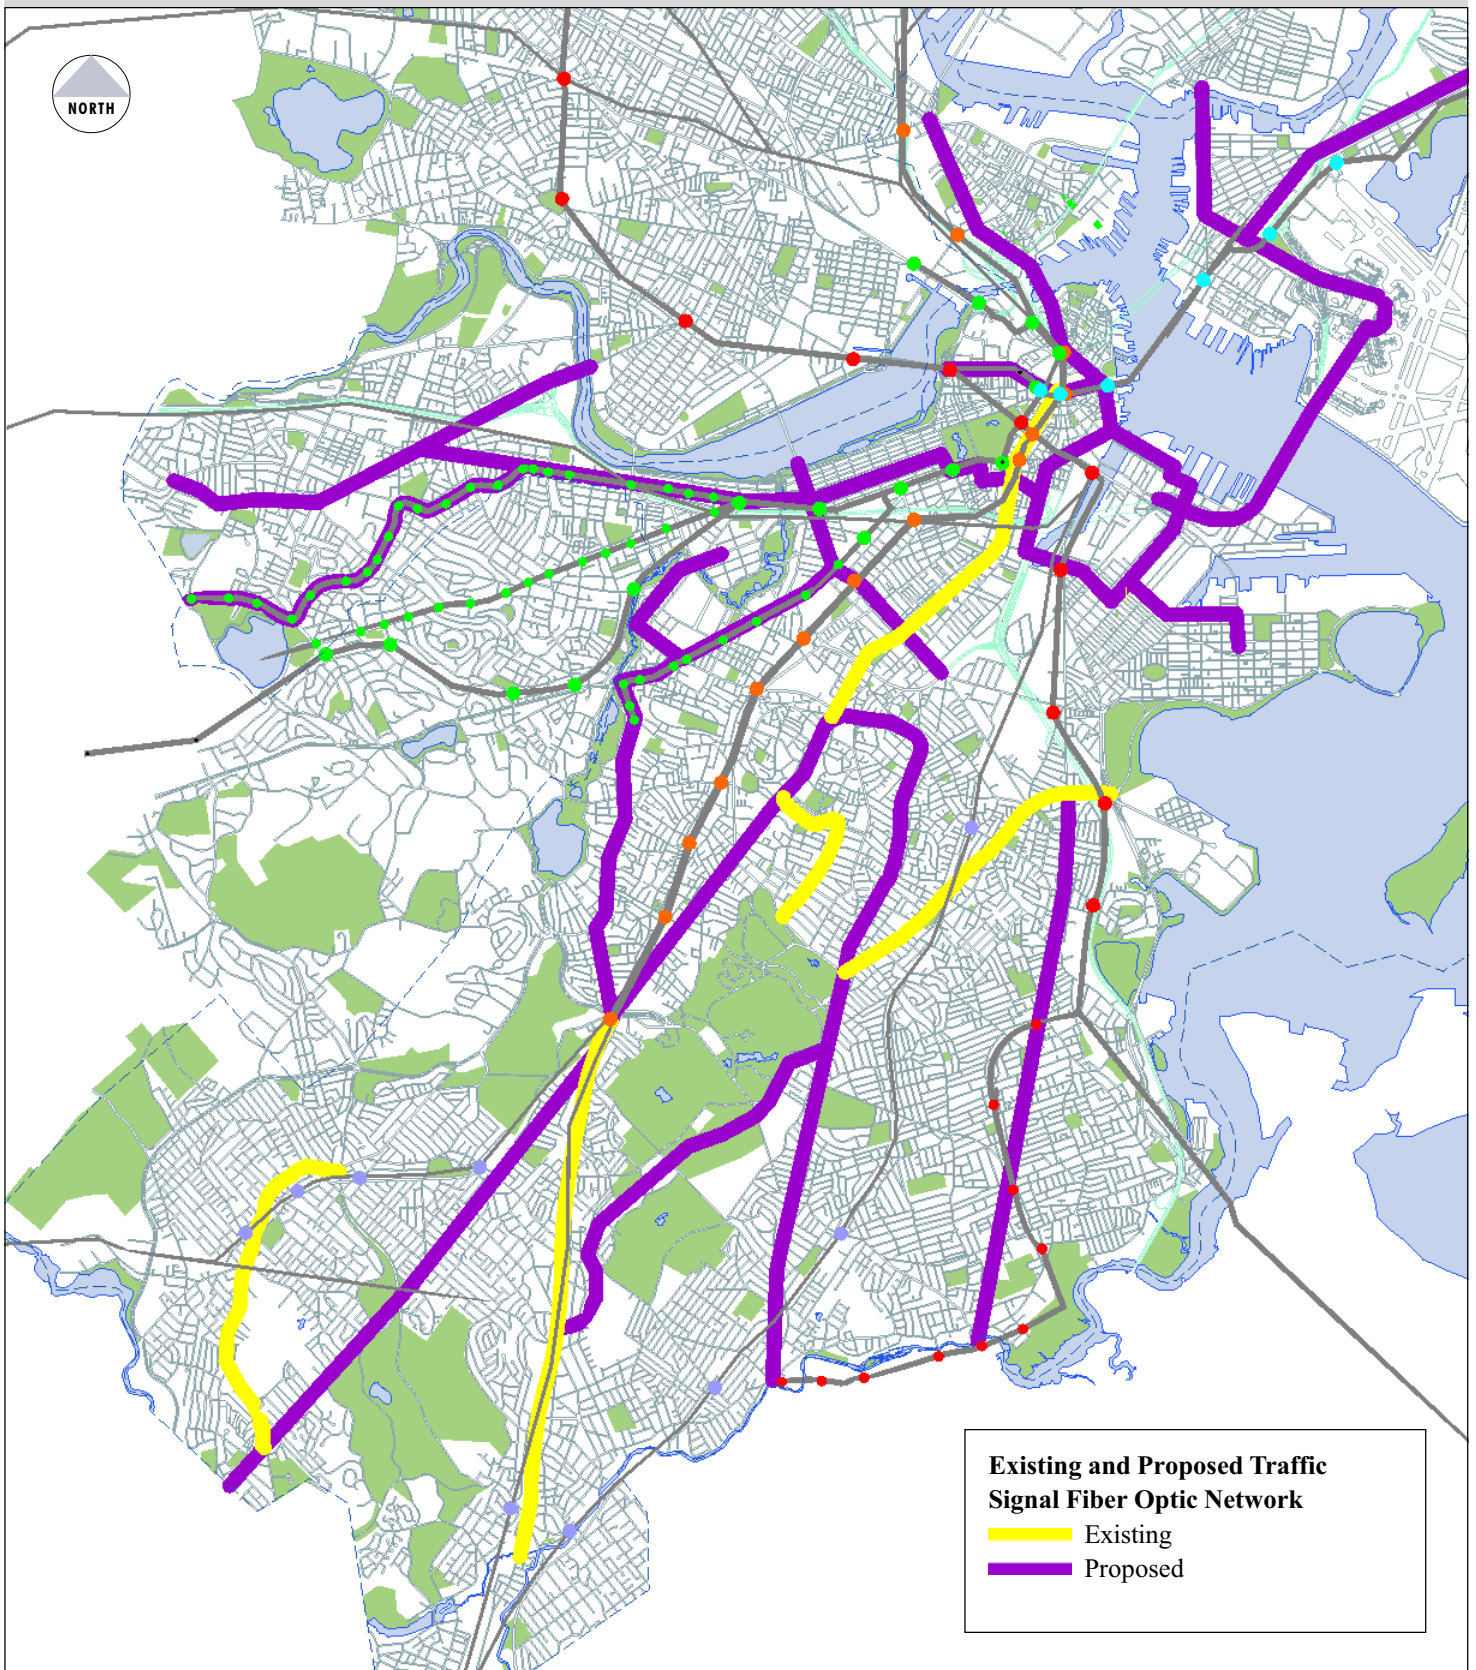 NORTH
Existing and Proposed Traffic
Signal Fiber Optic Network
Existing
Proposed